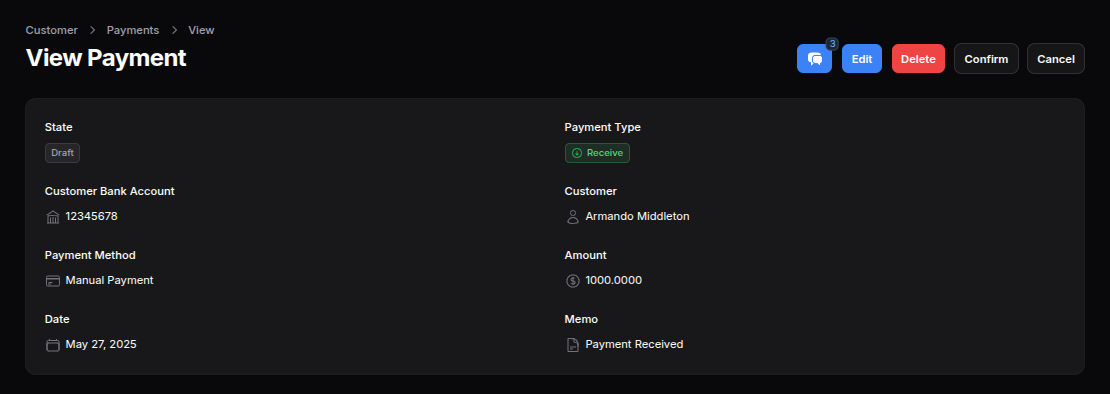 Customer > Payments > View
View Payment
3
Edit Delete Confirm Cancel
State Payment Type
Draft Receive
Customer Bank Account Customer
12345678 Armando Middleton
Payment Method Amount
Manual Payment 1000.0000
Date Memo
May 27, 2025 Payment Received